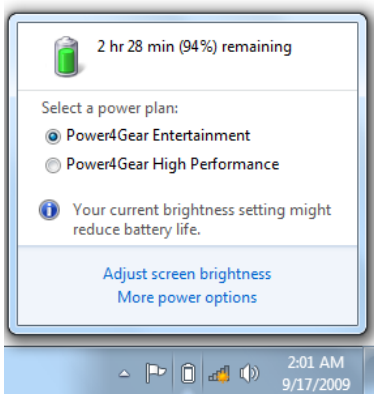 2 hr 28 min (94%) remaining
Select a power plan:
Power4Gear Entertainment
Power4Gear High Performance
Your current brightness setting might
reduce battery life.
Adjust screen brightness
More power options
2:01 AM
9/17/2009